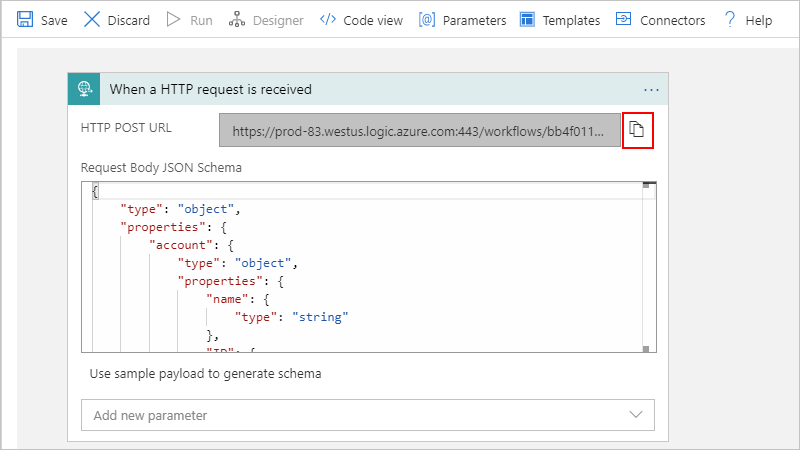 Save Discard Run Designer Code view Parameters Templates Connectors Help
When a HTTP request is received
HTTP POST URL https://prod-83.westus.logic.azure.com:443/workflows/bb4f011...
Request Body JSON Schema
{
"type": "object",
"properties": {
"account": {
"type": "object",
"properties": {
"name": {
"type": "string"
},
"ID": {
Use sample payload to generate schema
Add new parameter